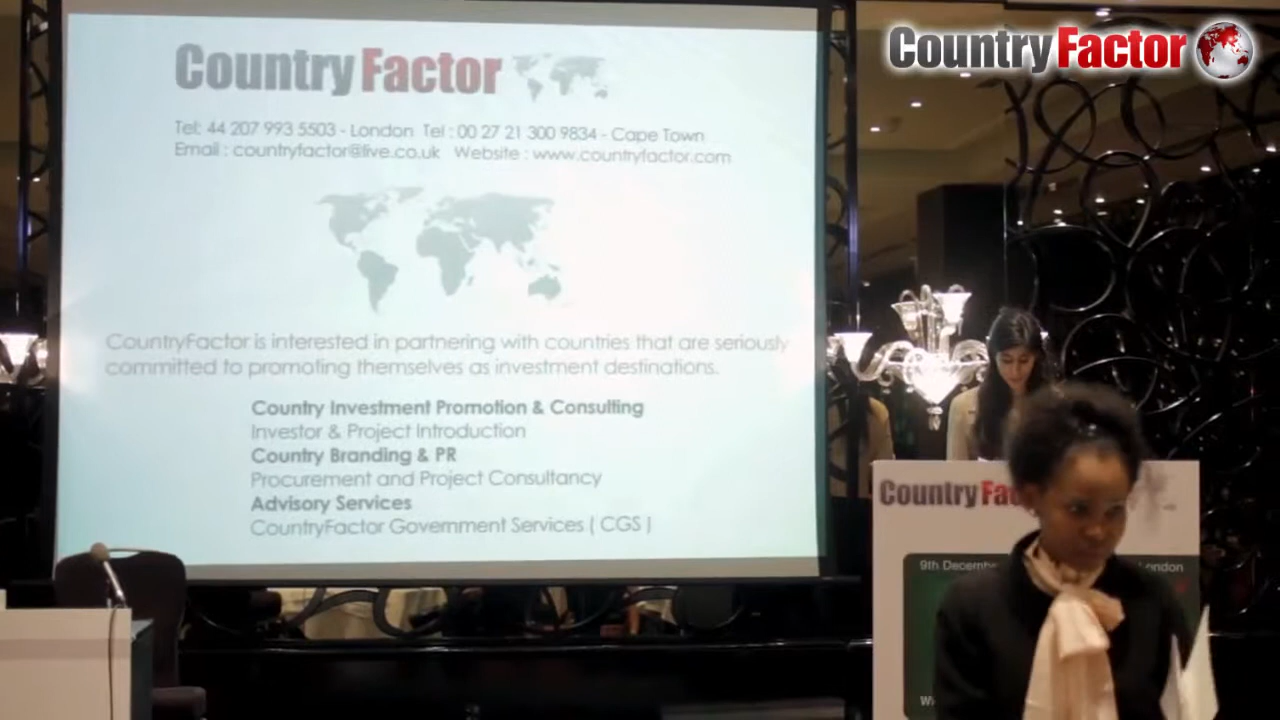 CountryFactor
CountryFactor
Tel: 44 207 993 5503 - London Tel : 00 27 21 300 9834 - Cape Town
Email : countryfactor@live.co.uk Website : www.countryfactor.com
CountryFactor is interested in partnering with countries that are seriously
committed to promoting themselves as investment destinations.
Country Investment Promotion & Consulting
Investor & Project Introduction
Country Branding & PR
Procurement and Project Consultancy
Advisory Services
CountryFactor Government Services ( CGS )
Country
9th
London